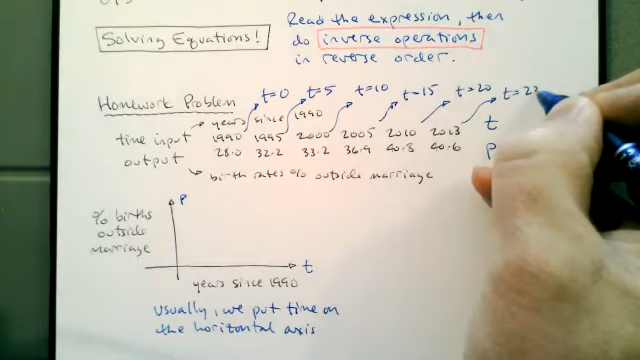 Read the expression, then
Solving Equations!
do inverse operations
in reverse order.
t=0 t=5 t=10 t=15 t=20 t=23
Homework Problem
years since 1990
time input 1990 1995 2000 2005 2010 2013 t
output 28.0 32.2 33.2 36.9 40.8 40.6 P
birth rates % outside marriage
P
% births
outside
marriage
t
years since 1990
usually, we put time on
the horizontal axis